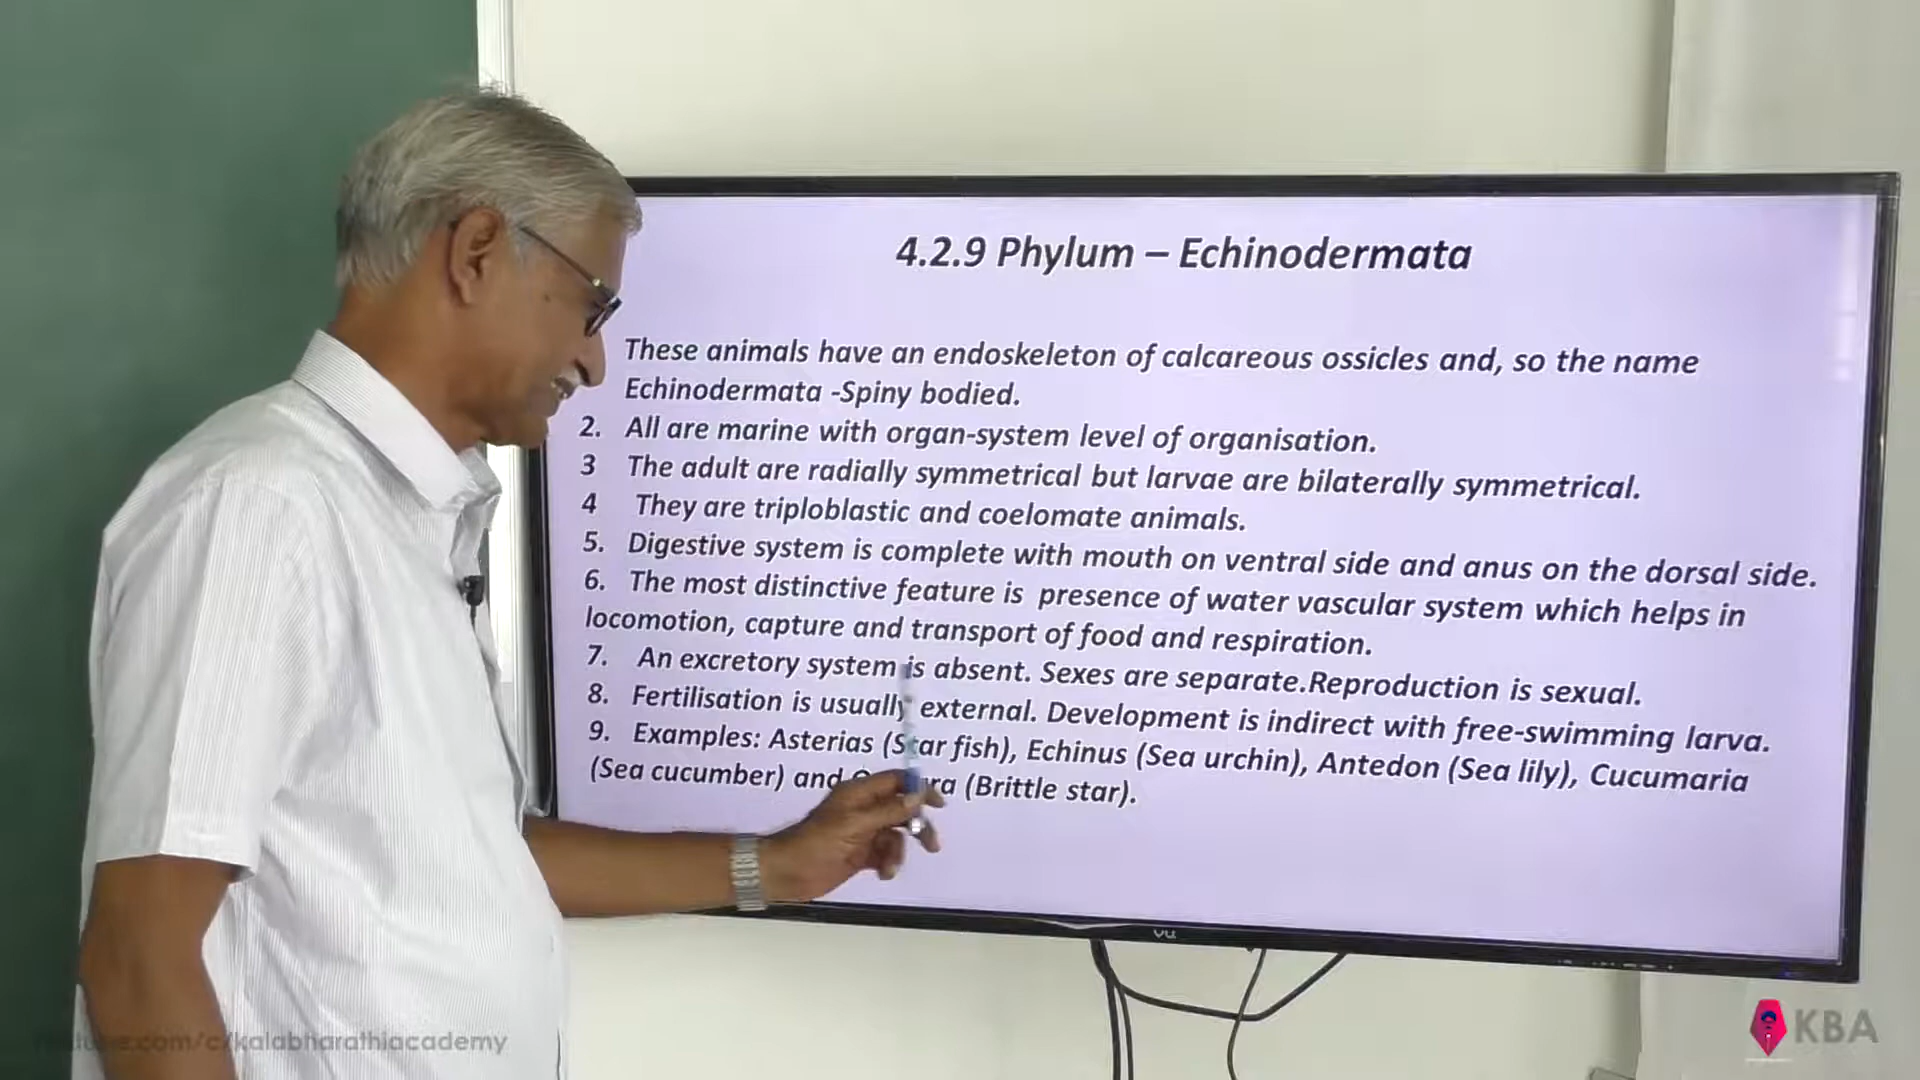 4.2.9 Phylum – Echinodermata
These animals have an endoskeleton of calcareous ossicles and, so the name
Echinodermata -Spiny bodied.
2. All are marine with organ-system level of organisation.
3 The adult are radially symmetrical but larvae are bilaterally symmetrical.
4 They are triploblastic and coelomate animals.
5. Digestive system is complete with mouth on ventral side and anus on the dorsal side.
6. The most distinctive feature is presence of water vascular system which helps in
locomotion, capture and transport of food and respiration.
7. An excretory system is absent. Sexes are separate.Reproduction is sexual.
8. Fertilisation is usually external. Development is indirect with free-swimming larva.
9. Examples: Asterias (Star fish), Echinus (Sea urchin), Antedon (Sea lily), Cucumaria
(Sea cucumber) and (Brittle star).
VU
youtube.com/c/kalabharathiacademy
KBA